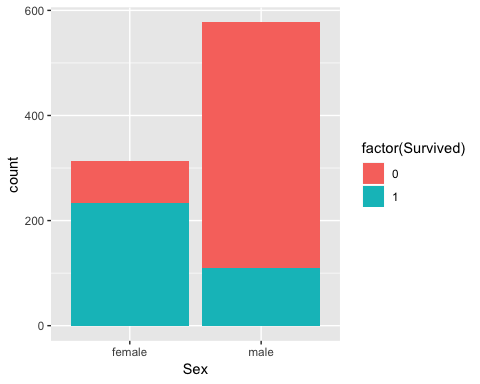 600
400
200
0
count
female
male
Sex
factor(Survived)
0
1